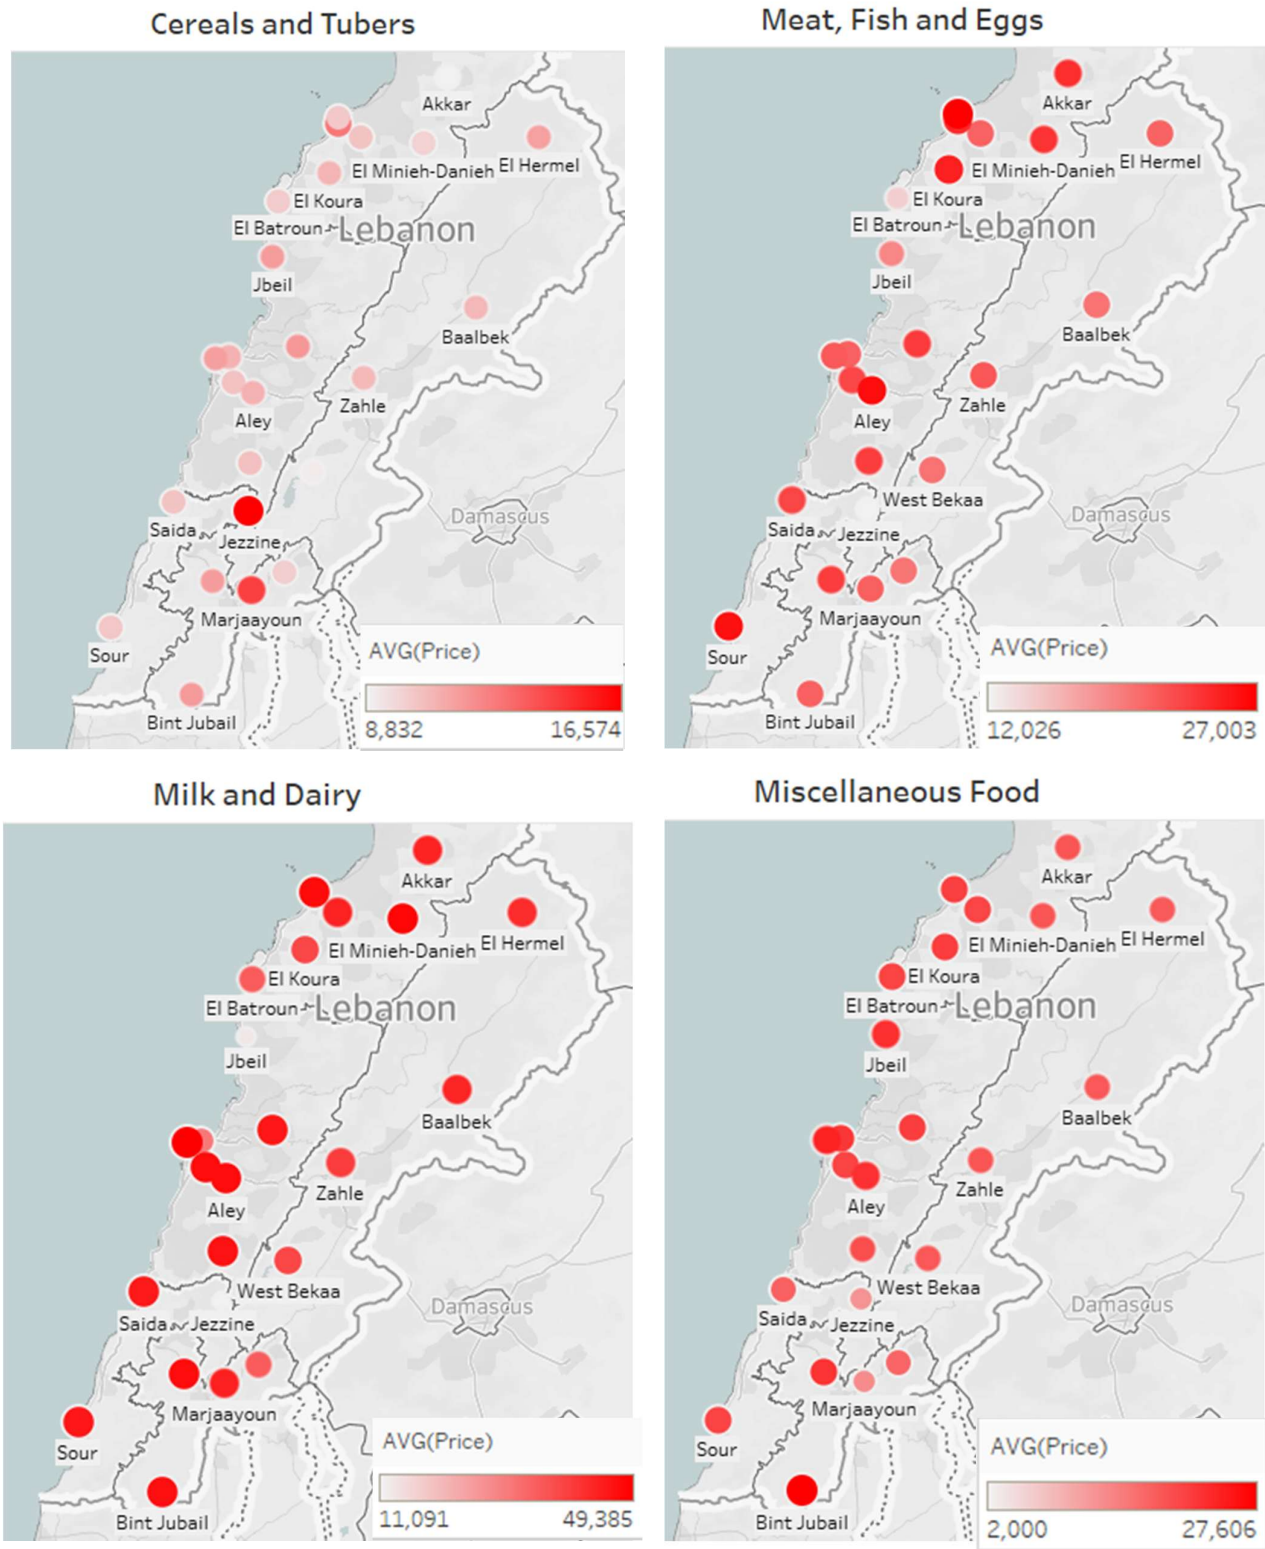 Cereals and Tubers
Akkar
El Minieh-Danieh
El Hermel
El Koura
El Batroun
Lebanon
Jbeil
Baalbek
Zahle
Aley
Saida
Jezzine
Damascus
Marjaayoun
Sour
Bint Jubail
AVG(Price)
8,832 16,574
Meat, Fish and Eggs
Akkar
El Minieh-Danieh
El Hermel
El Koura
El Batroun
Lebanon
Jbeil
Baalbek
Zahle
Aley
West Bekaa
Saida
Jezzine
Damascus
Marjaayoun
Sour
Bint Jubail
AVG(Price)
12,026 27,003
Milk and Dairy
Akkar
El Minieh-Danieh
El Hermel
El Koura
El Batroun
Lebanon
Jbeil
Baalbek
Zahle
Aley
West Bekaa
Saida
Jezzine
Damascus
Marjaayoun
Sour
Bint Jubail
AVG(Price)
11,091 49,385
Miscellaneous Food
Akkar
El Minieh-Danieh
El Hermel
El Koura
El Batroun
Lebanon
Jbeil
Baalbek
Zahle
Aley
West Bekaa
Saida
Jezzine
Damascus
Marjaayoun
Sour
Bint Jubail
AVG(Price)
2,000 27,606